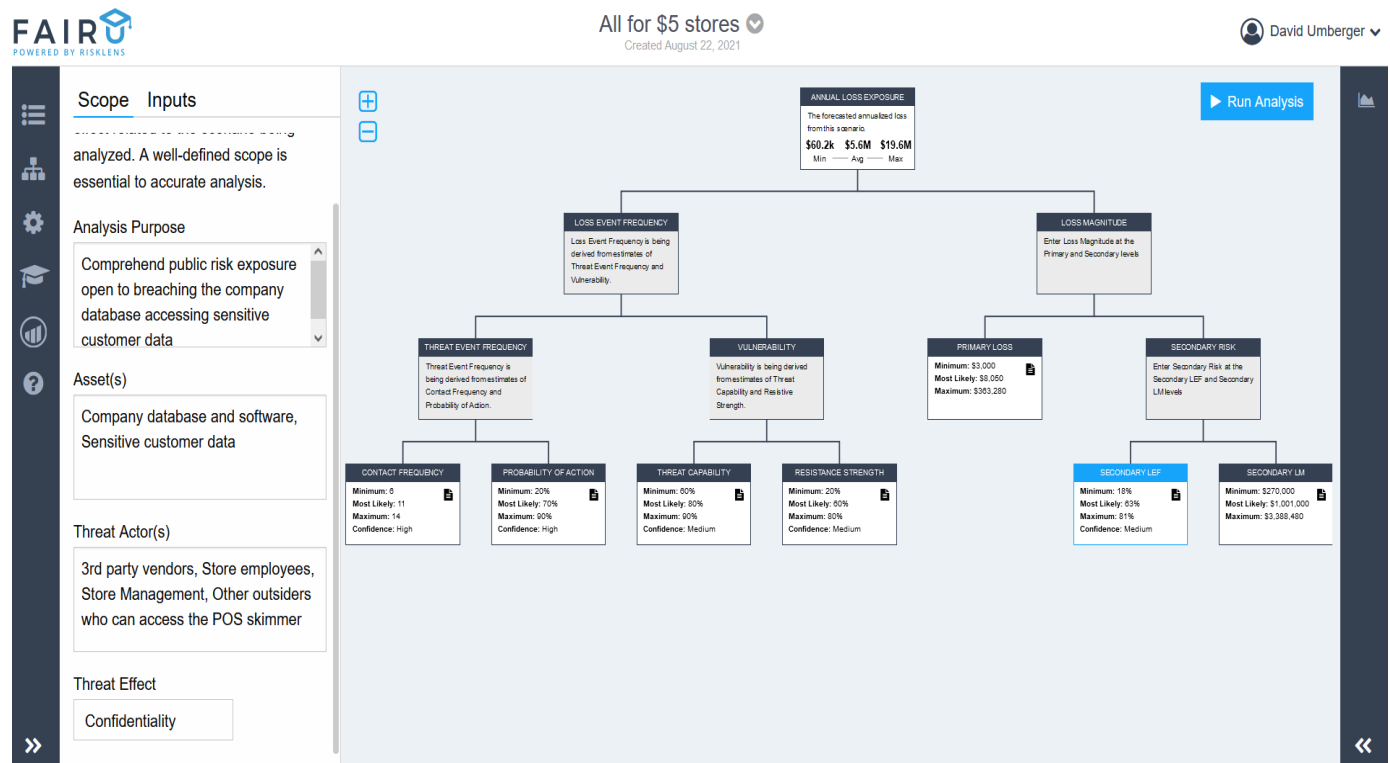 FAIR U
POWERED BY RISKLENS
All for $5 stores
Created August 22, 2021
David Umberger
Scope Inputs
effect related to the scenario being
analyzed. A well-defined scope is
essential to accurate analysis.
Analysis Purpose
Comprehend public risk exposure
open to breaching the company
database accessing sensitive
customer data
Asset(s)
Company database and software,
Sensitive customer data
Threat Actor(s)
3rd party vendors, Store employees,
Store Management, Other outsiders
who can access the POS skimmer
Threat Effect
Confidentiality
Run Analysis
ANNUAL LOSS EXPOSURE
The forecasted annualized loss
from this scenario.
$60.2k $5.6M $19.6M
Min Avg Max
LOSS EVENT FREQUENCY
Loss Event Frequency is being
derived from estimates of
Threat Event Frequency and
Vulnerability.
LOSS MAGNITUDE
Enter Loss Magnitude at the
Primary and Secondary levels
THREAT EVENT FREQUENCY
Threat Event Frequency is
being derived from estimates of
Contact Frequency and
Probability of Action.
VULNERABILITY
Vulnerability is being derived
from estimates of Threat
Capability and Resistive
Strength.
PRIMARY LOSS
Minimum: $3,000
Most Likely: $8,050
Maximum: $363,280
SECONDARY RISK
Enter Secondary Risk at the
Secondary LEF and Secondary
LM levels
CONTACT FREQUENCY
Minimum: 6
Most Likely: 11
Maximum: 14
Confidence: High
PROBABILITY OF ACTION
Minimum: 20%
Most Likely: 70%
Maximum: 90%
Confidence: High
THREAT CAPABILITY
Minimum: 60%
Most Likely: 80%
Maximum: 90%
Confidence: Medium
RESISTANCE STRENGTH
Minimum: 20%
Most Likely: 60%
Maximum: 80%
Confidence: Medium
SECONDARY LEF
Minimum: 18%
Most Likely: 63%
Maximum: 81%
Confidence: Medium
SECONDARY LM
Minimum: $270,000
Most Likely: $1,001,000
Maximum: $3,388,480